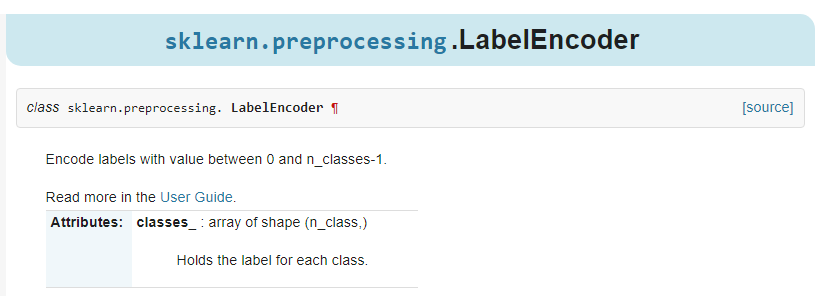 sklearn.preprocessing.LabelEncoder
class sklearn.preprocessing. LabelEncoder ¶ [source]
Encode labels with value between 0 and n_classes-1.
Read more in the User Guide.
Attributes: classes_ : array of shape (n_class,)
Holds the label for each class.